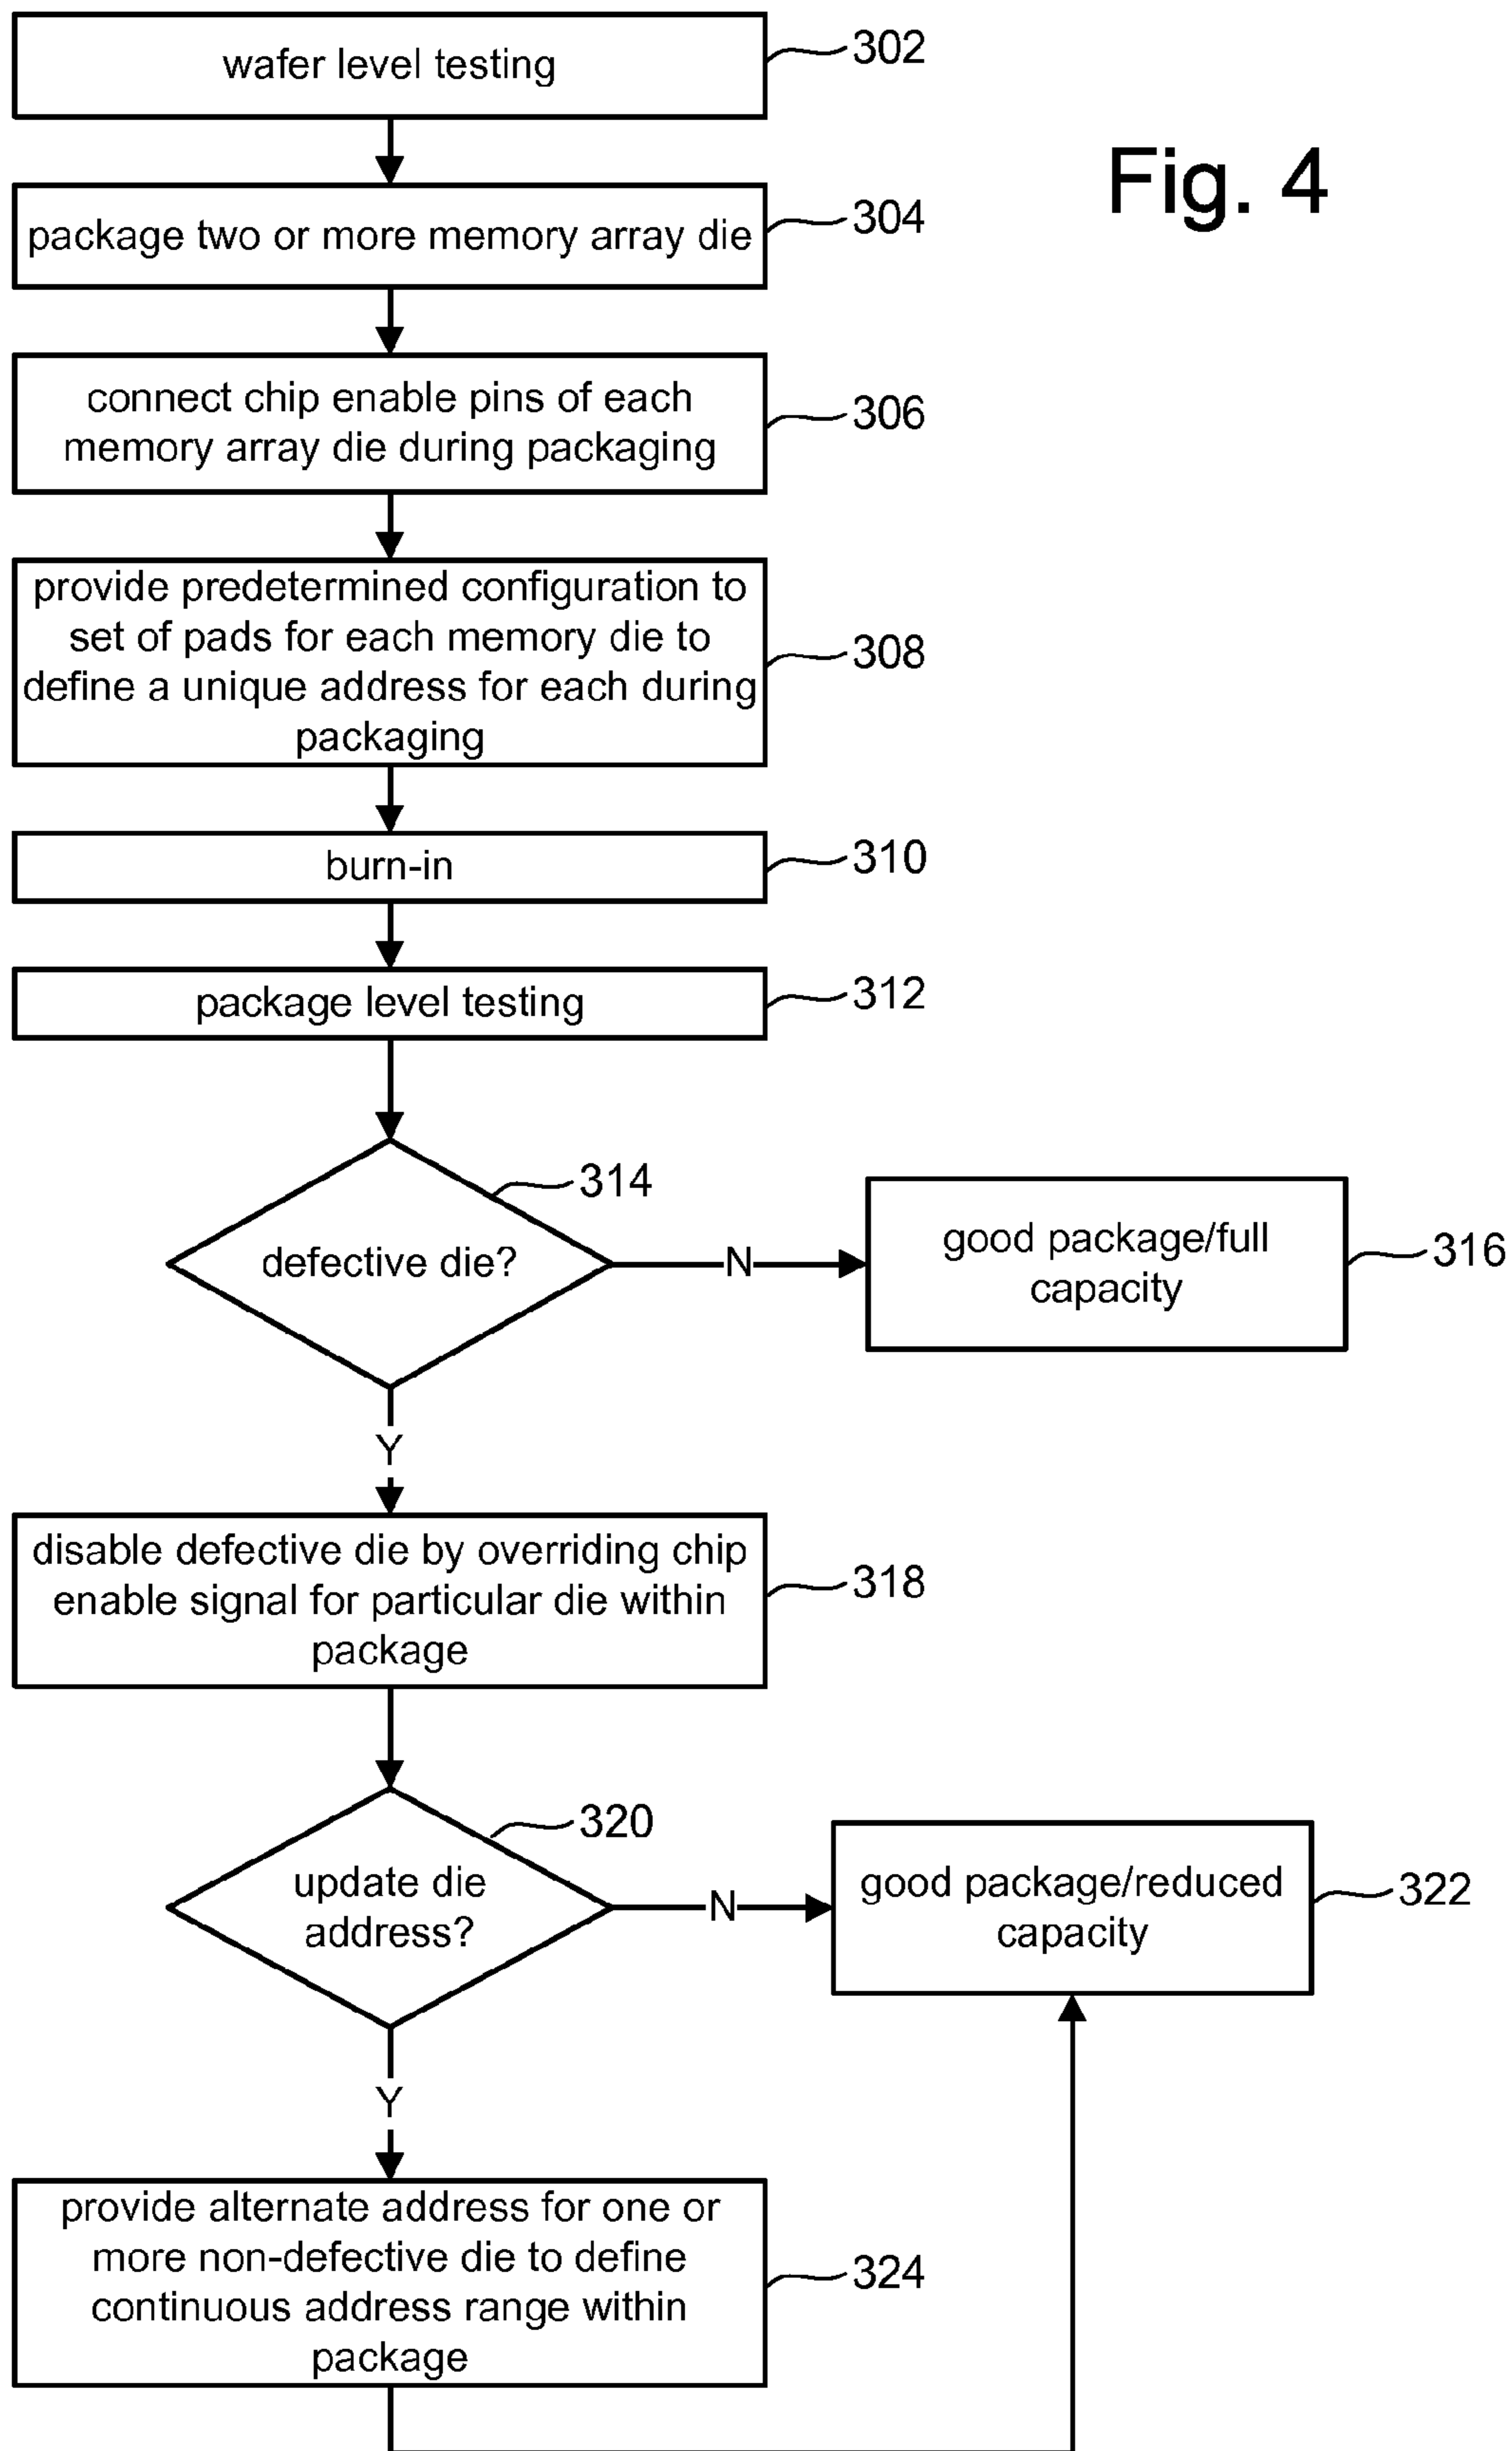 wafer level testing
302
Fig. 4
package two or more memory array die
304
connect chip enable pins of each
memory array die during packaging
306
provide predetermined configuration to
set of pads for each memory die to
define a unique address for each during
packaging
308
burn-in
310
package level testing
312
defective die?
314
N
good package/full
capacity
316
Y
disable defective die by overriding chip
enable signal for particular die within
package
318
update die
address?
320
N
good package/reduced
capacity
322
Y
provide alternate address for one or
more non-defective die to define
continuous address range within
package
324